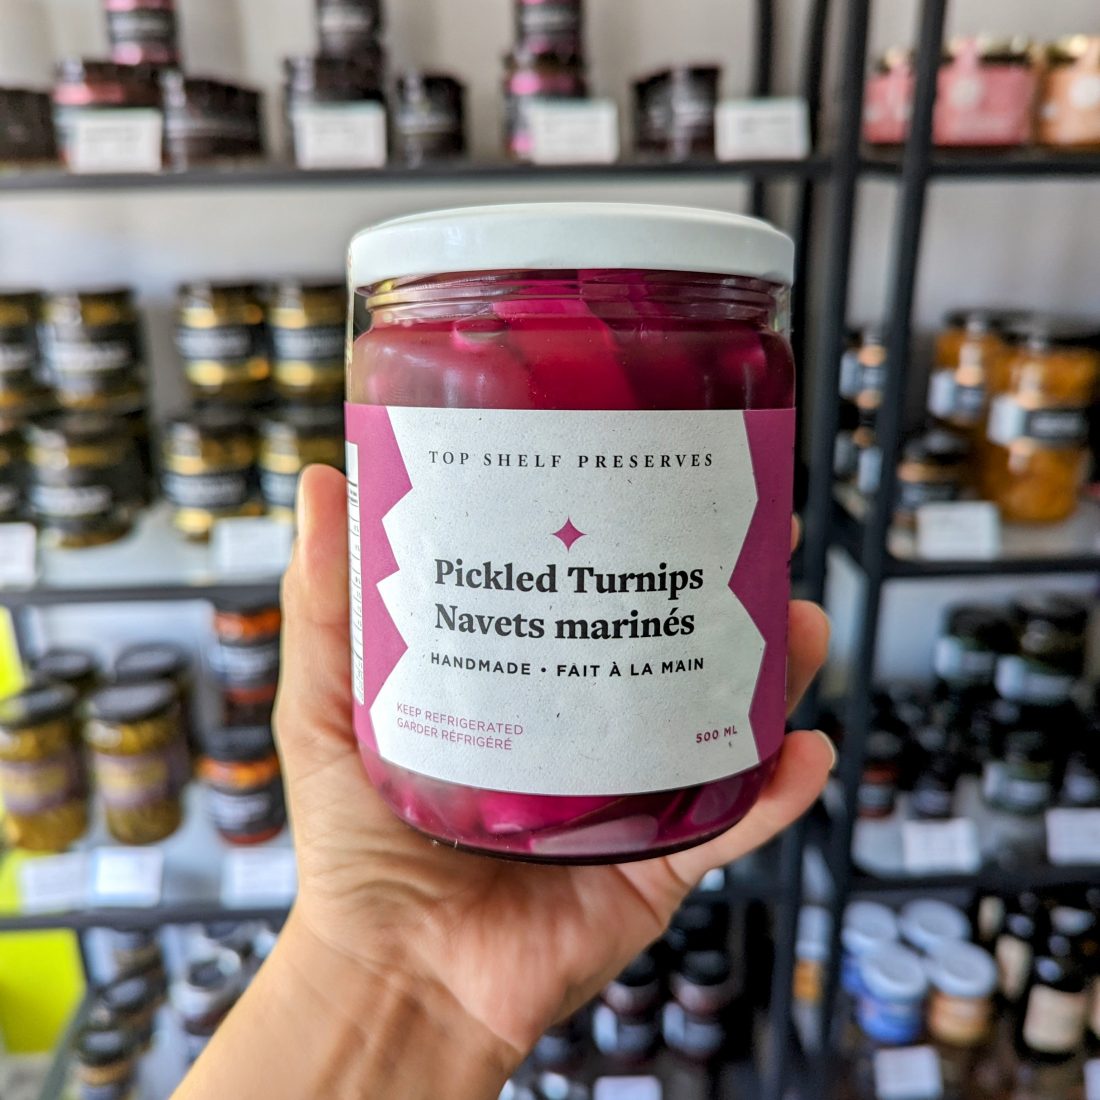 TOP SHELF PRESERVES
Pickled Turnips
Navets marinés
HANDMADE • FAIT À LA MAIN
KEEP REFRIGERATED
GARDER RÉFRIGÉRÉ
500 ML